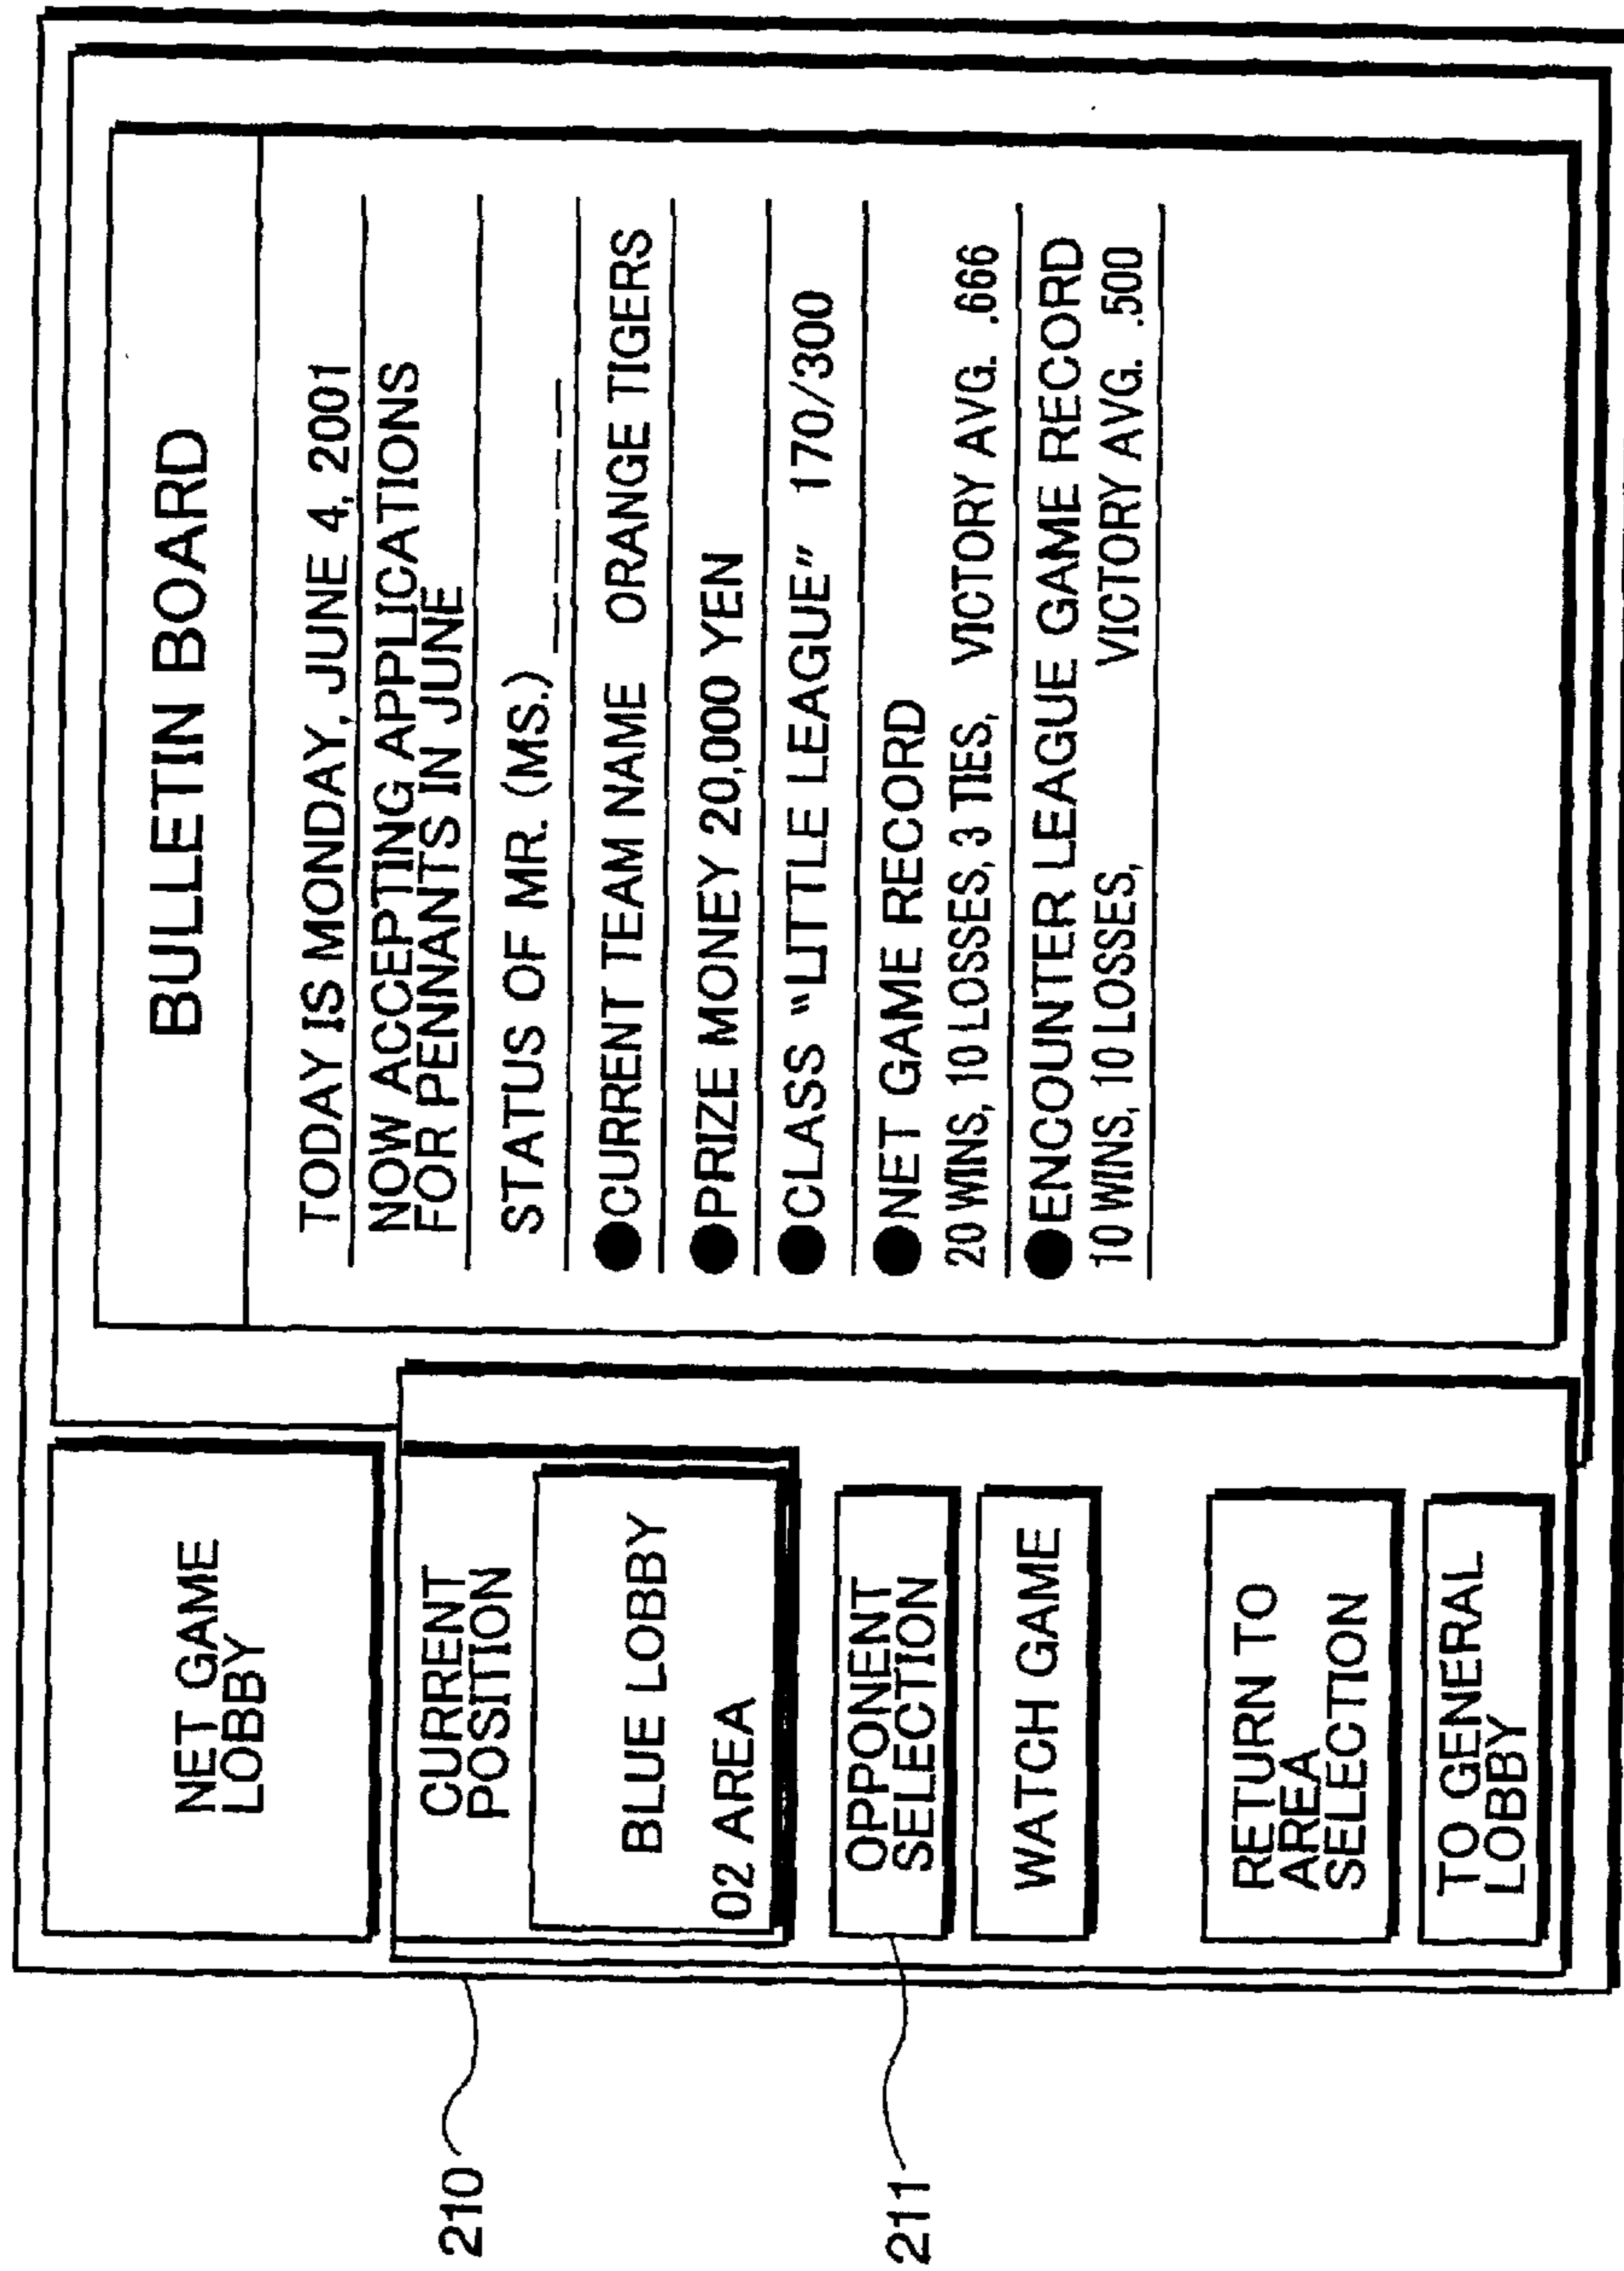 NET GAME
LOBBY
CURRENT
POSITION
BLUE LOBBY
02 AREA
OPPONENT
SELECTION
WATCH GAME
RETURN TO
AREA
SELECTION
TO GENERAL
LOBBY
BULLETIN BOARD
TODAY IS MONDAY, JUNE 4, 2001
NOW ACCEPTING APPLICATIONS
FOR PENNANTS IN JUNE
STATUS OF MR. (MS.)
●CURRENT TEAM NAME ORANGE TIGERS
●PRIZE MONEY 20,000 YEN
●CLASS "LITTLE LEAGUE" 170/300
●NET GAME RECORD
20 WINS, 10 LOSSES, 3 TIES, VICTORY AVG. .666
●ENCOUNTER LEAGUE GAME RECORD
10 WINS, 10 LOSSES, VICTORY AVG. .500
210
211